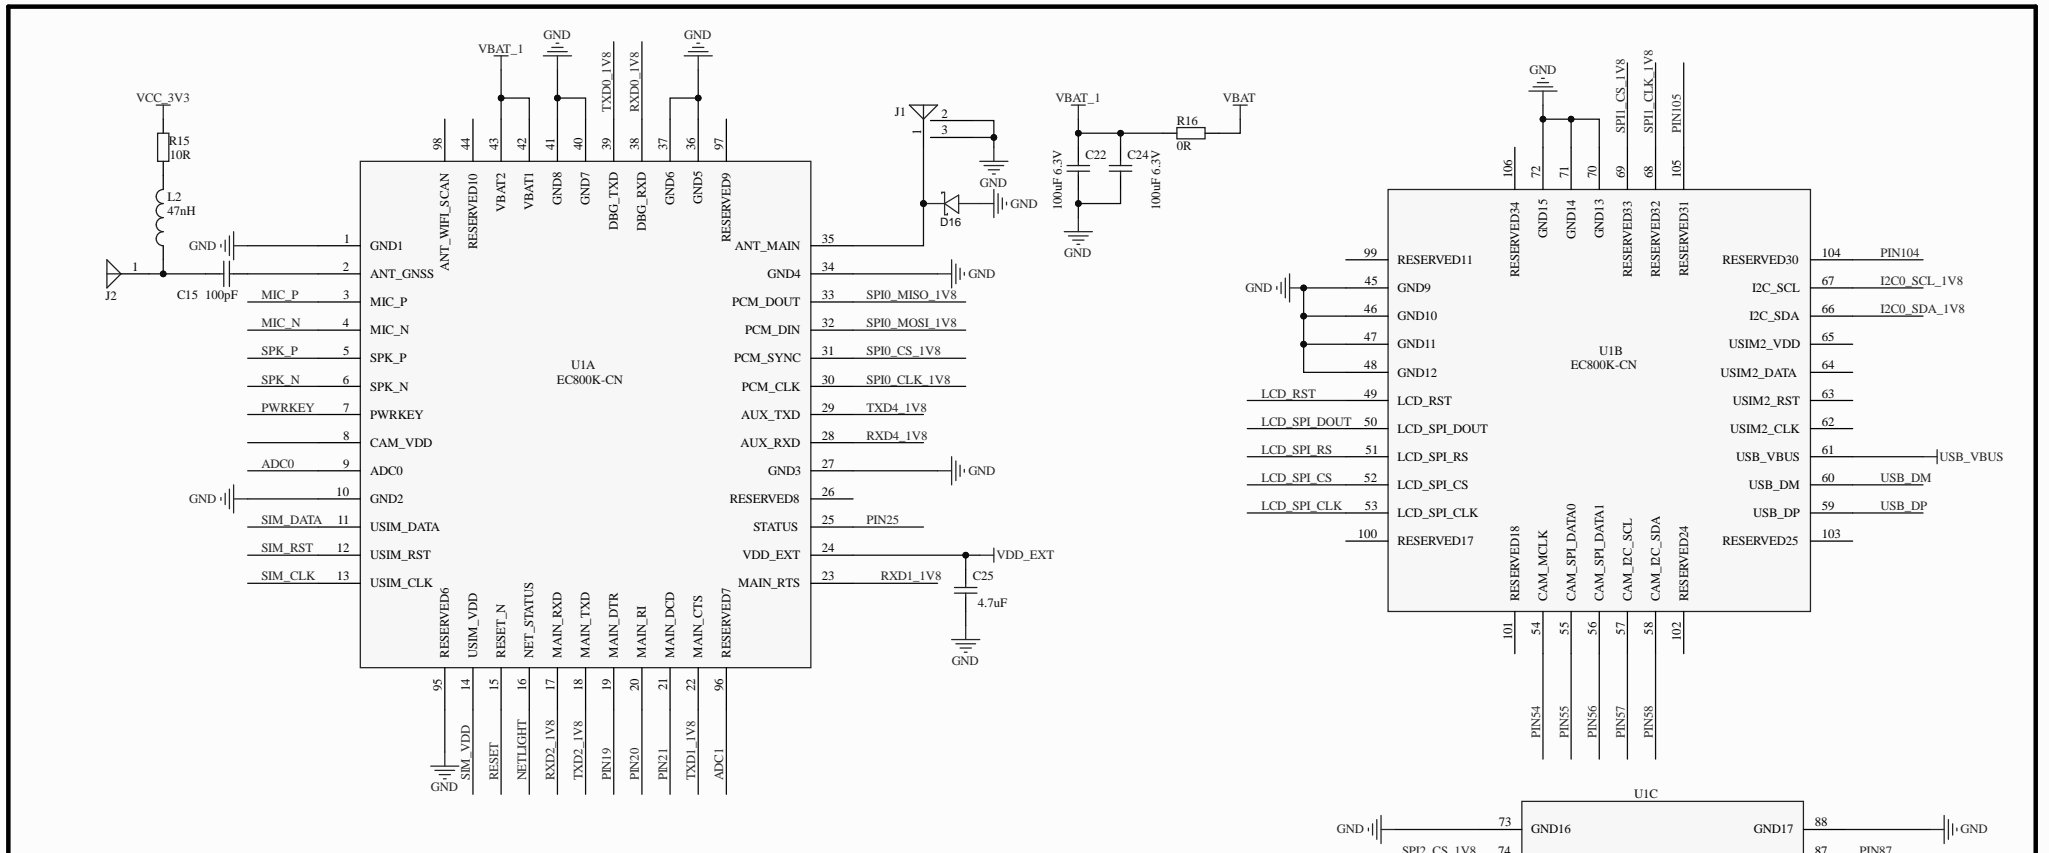 VCC_3V3
R15
10R
L2
47nH
GND
J2
1
C15 100pF
VBAT_1
GND
TXD0_1V8
RXD0_1V8
GND
98
44
43
42
41
40
39
38
37
36
97
ANT_WIFI_SCAN
RESERVED10
VBAT2
VBAT1
GND8
GND7
DBG_TXD
DBG_RXD
GND6
GND5
RESERVED9
1 GND1
2 ANT_GNSS
MIC_P 3 MIC_P
MIC_N 4 MIC_N
SPK_P 5 SPK_P
SPK_N 6 SPK_N
PWRKEY 7 PWRKEY
8 CAM_VDD
ADC0 9 ADC0
GND 10 GND2
SIM_DATA 11 USIM_DATA
SIM_RST 12 USIM_RST
SIM_CLK 13 USIM_CLK
U1A
EC800K-CN
ANT_MAIN 35
GND4 34 GND
PCM_DOUT 33 SPI0_MISO_1V8
PCM_DIN 32 SPI0_MOSI_1V8
PCM_SYNC 31 SPI0_CS_1V8
PCM_CLK 30 SPI0_CLK_1V8
AUX_TXD 29 TXD4_1V8
AUX_RXD 28 RXD4_1V8
GND3 27 GND
RESERVED8 26
STATUS 25 PIN25
VDD_EXT 24 VDD_EXT
MAIN_RTS 23 RXD1_1V8
C25
4.7uF
GND
RESERVED6
USIM_VDD
RESET_N
NET_STATUS
MAIN_RXD
MAIN_TXD
MAIN_DTR
MAIN_RI
MAIN_DCD
MAIN_CTS
RESERVED7
95
14
15
16
17
18
19
20
21
22
96
GND
SIM_VDD
RESET
NETLIGHT
RXD2_1V8
TXD2_1V8
PIN19
PIN20
PIN21
TXD1_1V8
ADC1
J1
1
2
3
GND
GND
D16
VBAT_1
VBAT
R16
0R
C22
100uF 6.3V
C24
100uF 6.3V
GND
GND
SPI1_CS_1V8
SPI1_CLK_1V8
PIN105
106
72
71
70
69
68
105
RESERVED34
GND15
GND14
GND13
RESERVED33
RESERVED32
RESERVED31
99 RESERVED11
GND 45 GND9
46 GND10
47 GND11
48 GND12
LCD_RST 49 LCD_RST
LCD_SPI_DOUT 50 LCD_SPI_DOUT
LCD_SPI_RS 51 LCD_SPI_RS
LCD_SPI_CS 52 LCD_SPI_CS
LCD_SPI_CLK 53 LCD_SPI_CLK
100 RESERVED17
U1B
EC800K-CN
RESERVED30 104 PIN104
I2C_SCL 67 I2C0_SCL_1V8
I2C_SDA 66 I2C0_SDA_1V8
USIM2_VDD 65
USIM2_DATA 64
USIM2_RST 63
USIM2_CLK 62
USB_VBUS 61 USB_VBUS
USB_DM 60 USB_DM
USB_DP 59 USB_DP
RESERVED25 103
RESERVED18
CAM_MCLK
CAM_SPI_DATA0
CAM_SPI_DATA1
CAM_I2C_SCL
CAM_I2C_SDA
RESERVED24
101
54
55
56
57
58
102
PIN54
PIN55
PIN56
PIN57
PIN58
U1C
GND 73 GND16
GND17 88 GND
SPI2_CS_1V8 74
87 PIN87